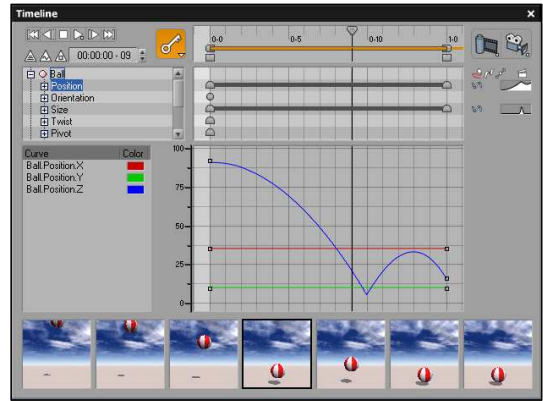 Timeline
x
0-0 0-5 0-10 1-0
00:00:00 - 09
Ball
Position
Orientation
Size
Twist
Pivot
Curve Color
Ball.Position.X
Ball.Position.Y
Ball.Position.Z
100
75
50
25
0